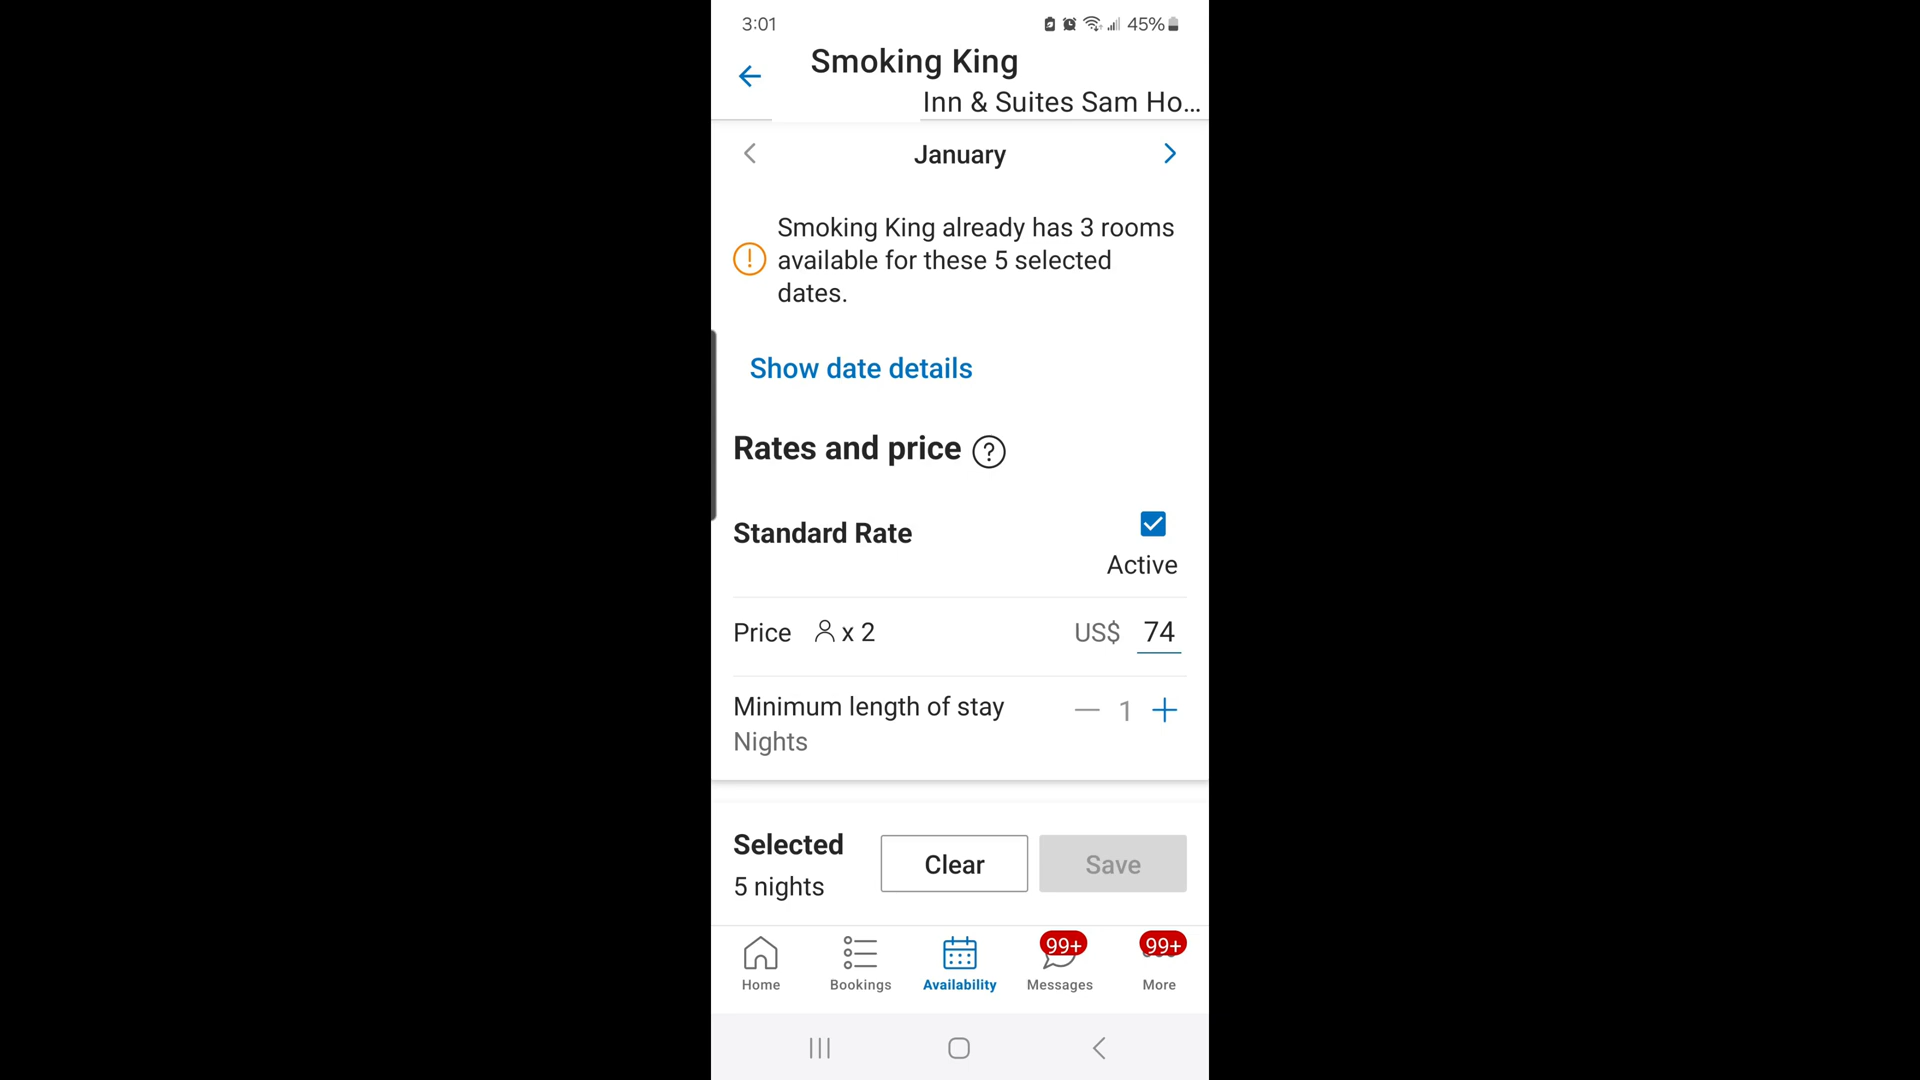 3:01
45%
Smoking King
Inn & Suites Sam Ho...
January
Smoking King already has 3 rooms
available for these 5 selected
dates.
Show date details
Rates and price ?
Standard Rate
Active
Price x 2 US$ 74
Minimum length of stay 1
Nights
Selected
5 nights
Clear
Save
99+
99+
Home
Bookings
Availability
Messages
More